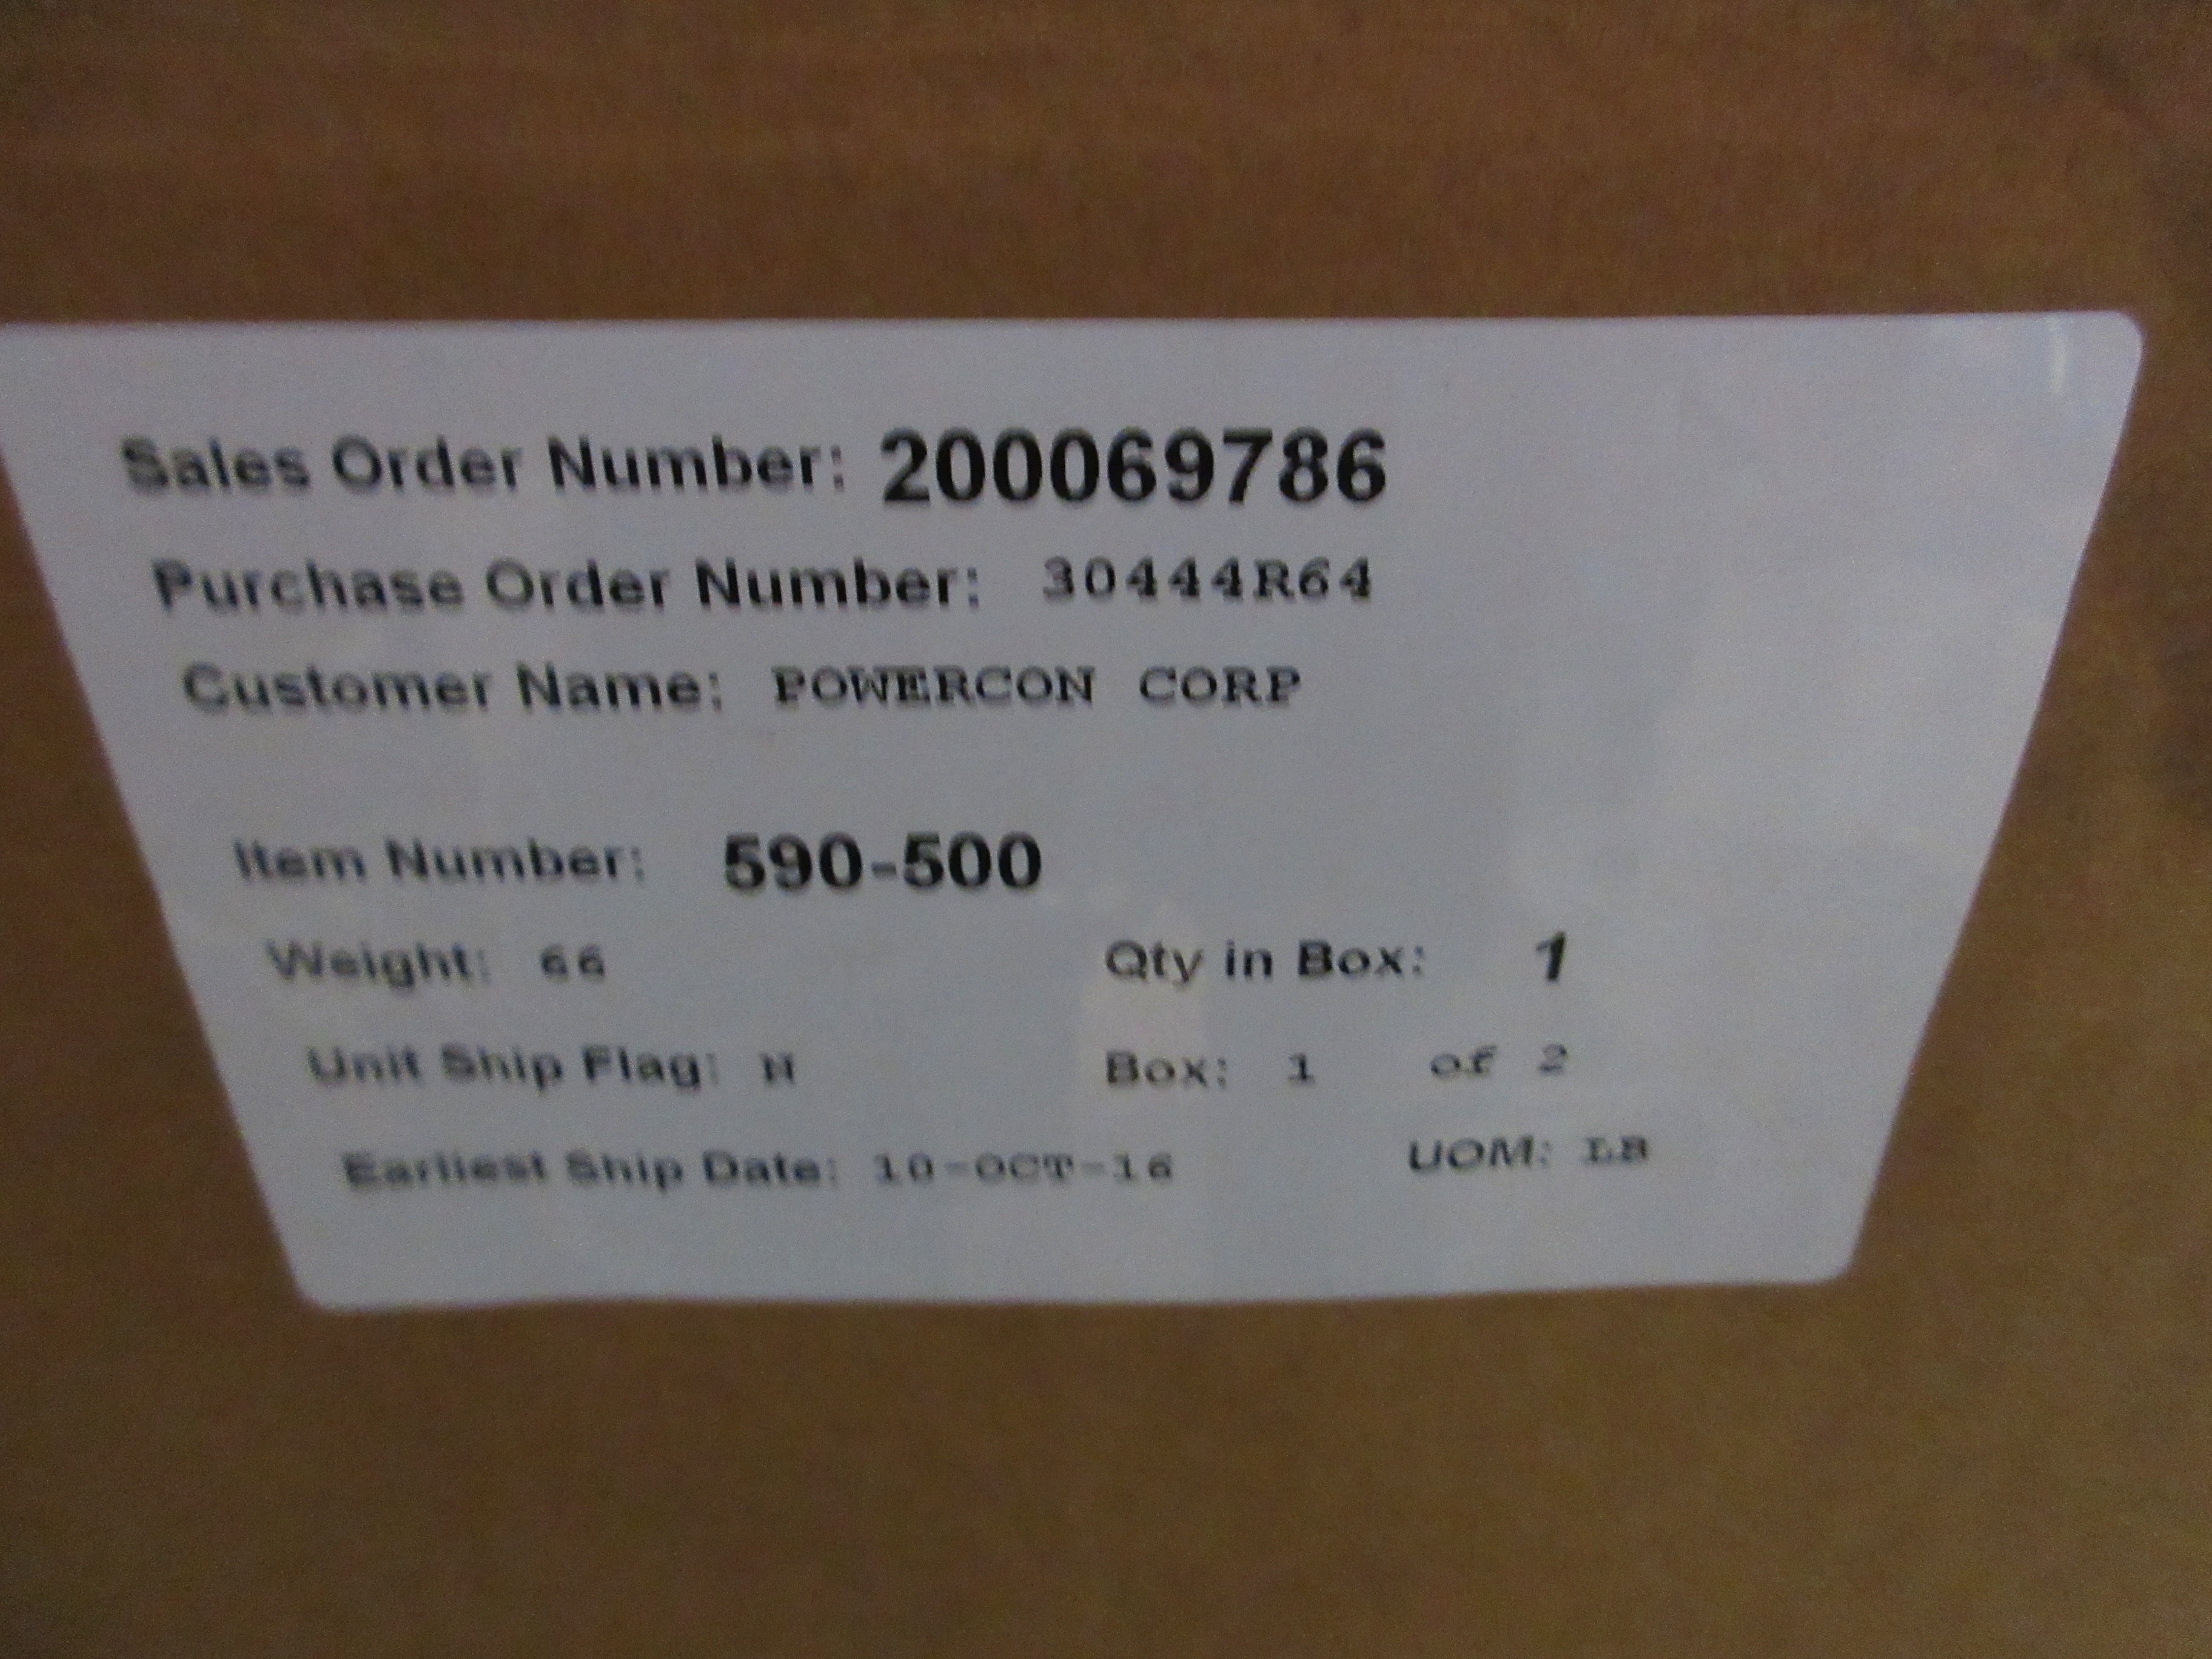 Sales Order Number: 200069786
Purchase Order Number: 30444R64
Customer Name: POWERCON CORP
Item Number: 590-500
Weight: 66 Qty in Box: 1
Unit Ship Flag: N Box: 1 of 2
Earliest Ship Date: 10-OCT-16 UOM: LB